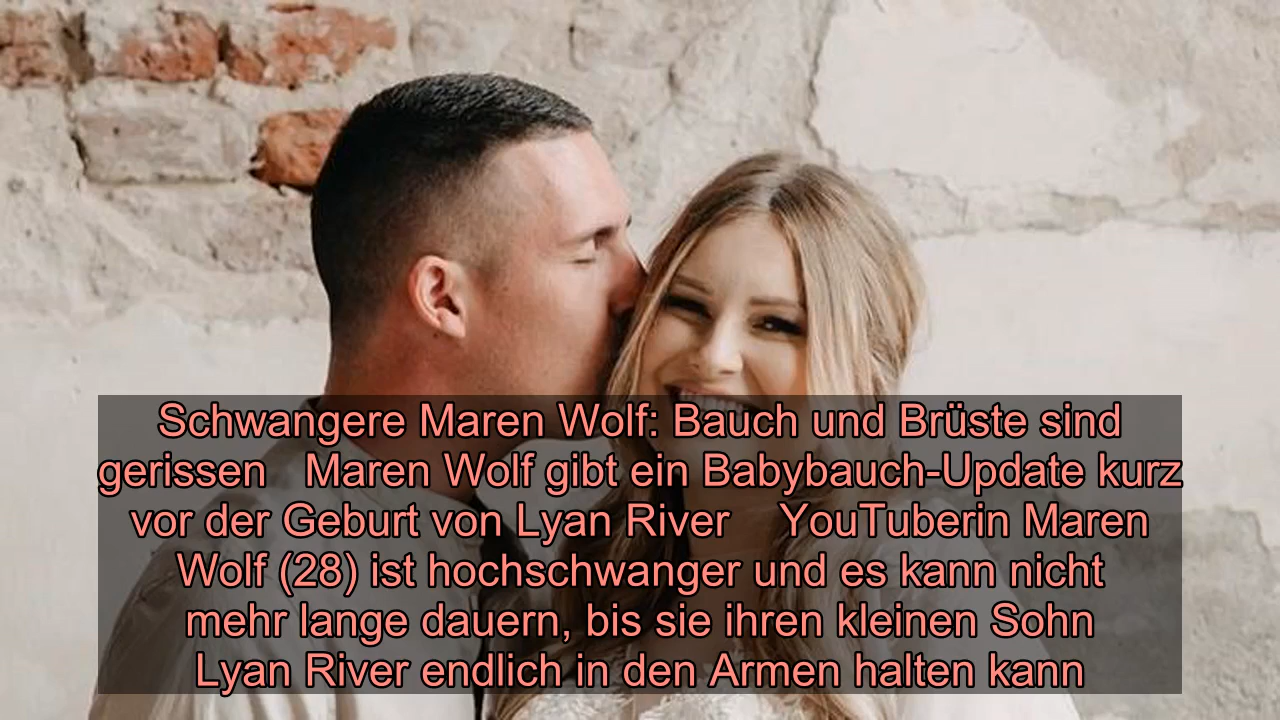 Schwangere Maren Wolf: Bauch und Brüste sind
gerissen   Maren Wolf gibt ein Babybauch-Update kurz
vor der Geburt von Lyan River    YouTuberin Maren
Wolf (28) ist hochschwanger und es kann nicht
mehr lange dauern, bis sie ihren kleinen Sohn
Lyan River endlich in den Armen halten kann